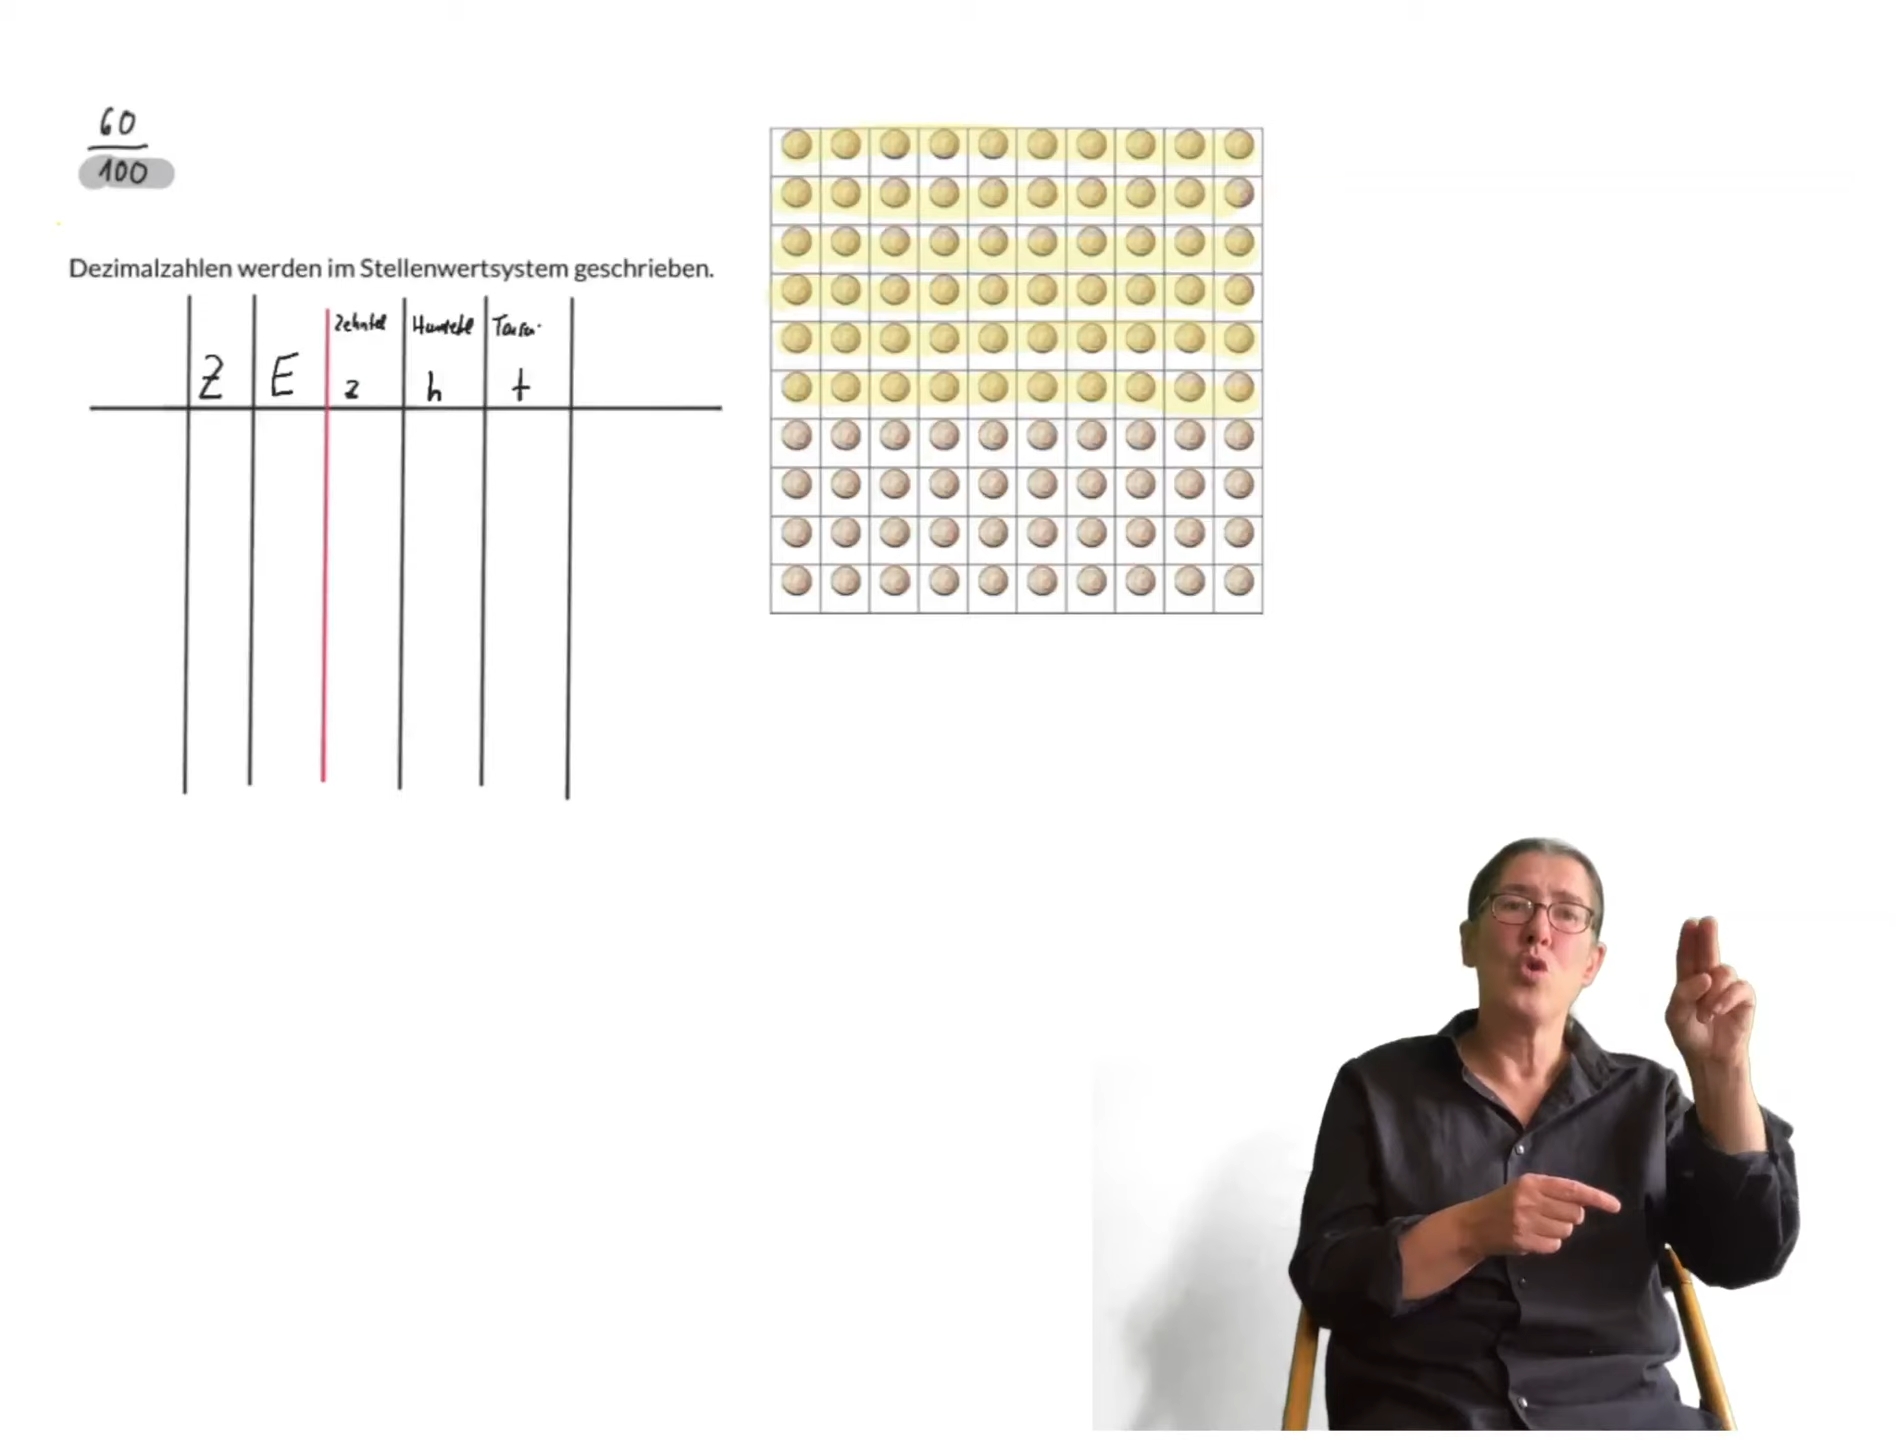 60
100
Dezimalzahlen werden im Stellenwertsystem geschrieben.
Zehntel
Z E z h t